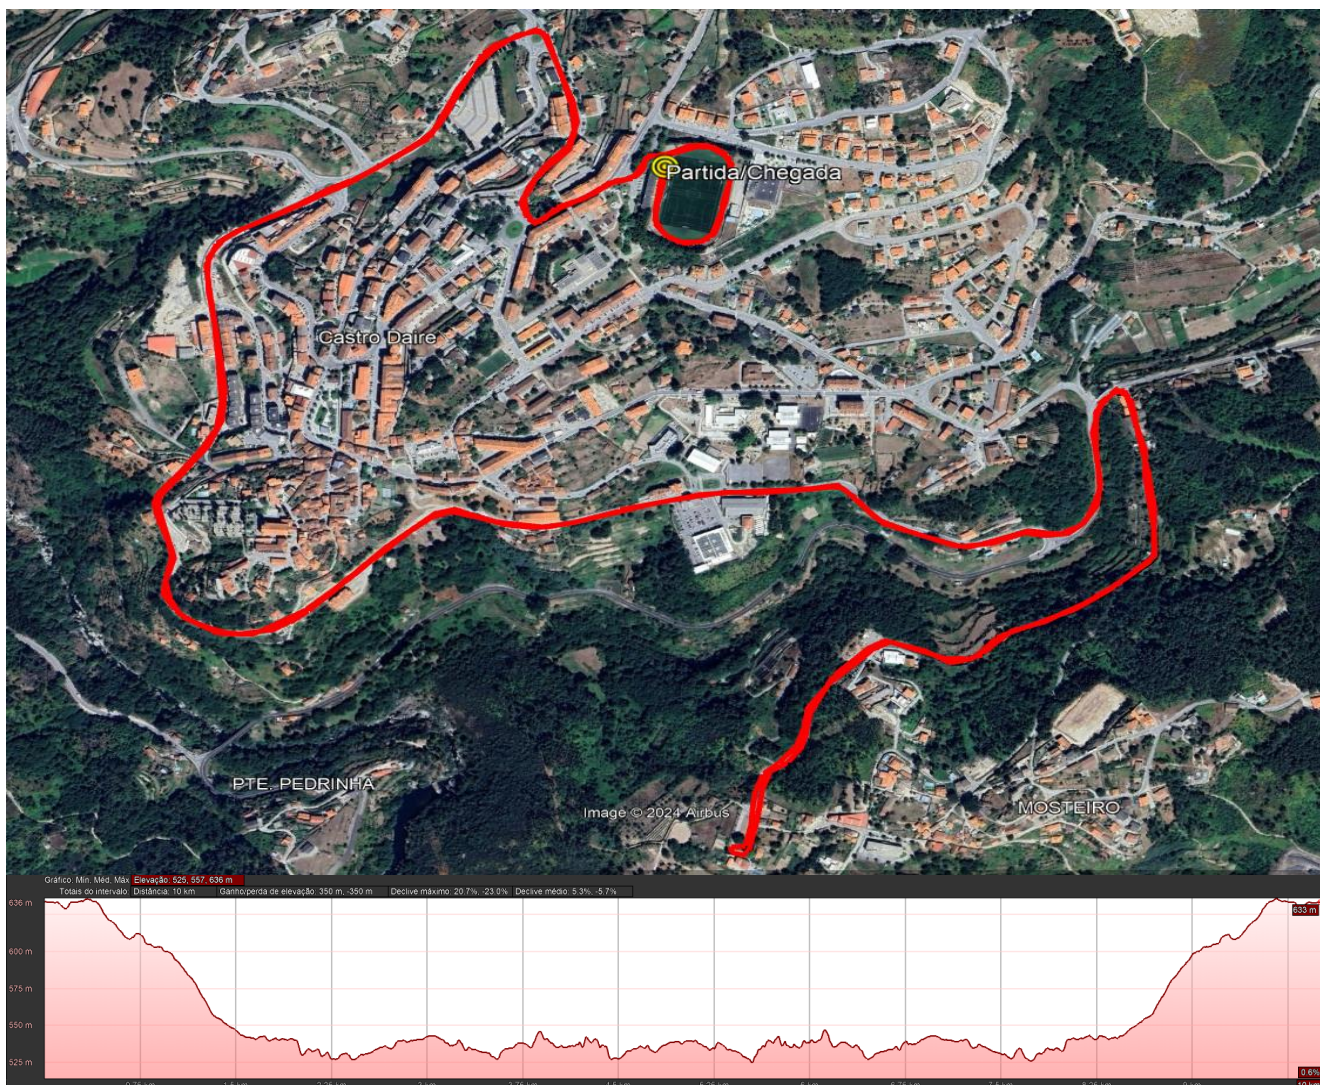 Partida/Chegada
Castro Daire
PTE. PEDRINHA
Image © 2024 Airbus
MOSTEIRO
Gráfico: Mín, Méd, Máx Elevação: 525, 557, 636 m
Totais do intervalo: Distância: 10 km Ganho/perda de elevação: 350 m, -350 m Declive máximo: 20.7%, -23.0% Declive médio: 5.3%, -5.7%
636 m
633 m
600 m
575 m
550 m
525 m
0.6%